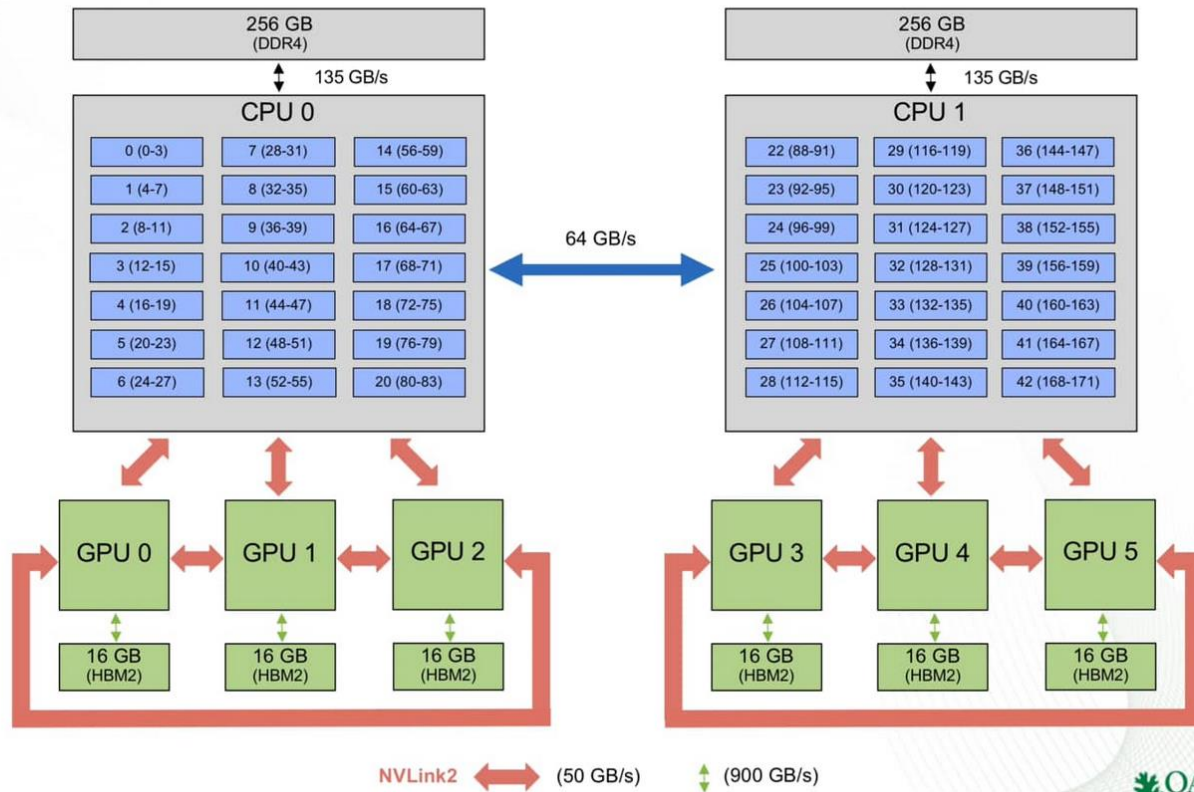 256 GB
(DDR4)
256 GB
(DDR4)
135 GB/s
135 GB/s
CPU 0
CPU 1
0 (0-3)
7 (28-31)
14 (56-59)
1 (4-7)
8 (32-35)
15 (60-63)
2 (8-11)
9 (36-39)
16 (64-67)
3 (12-15)
10 (40-43)
17 (68-71)
4 (16-19)
11 (44-47)
18 (72-75)
5 (20-23)
12 (48-51)
19 (76-79)
6 (24-27)
13 (52-55)
20 (80-83)
64 GB/s
22 (88-91)
29 (116-119)
36 (144-147)
23 (92-95)
30 (120-123)
37 (148-151)
24 (96-99)
31 (124-127)
38 (152-155)
25 (100-103)
32 (128-131)
39 (156-159)
26 (104-107)
33 (132-135)
40 (160-163)
27 (108-111)
34 (136-139)
41 (164-167)
28 (112-115)
35 (140-143)
42 (168-171)
GPU 0
GPU 1
GPU 2
GPU 3
GPU 4
GPU 5
16 GB
(HBM2)
16 GB
(HBM2)
16 GB
(HBM2)
16 GB
(HBM2)
16 GB
(HBM2)
16 GB
(HBM2)
NVLink2
(50 GB/s)
(900 GB/s)